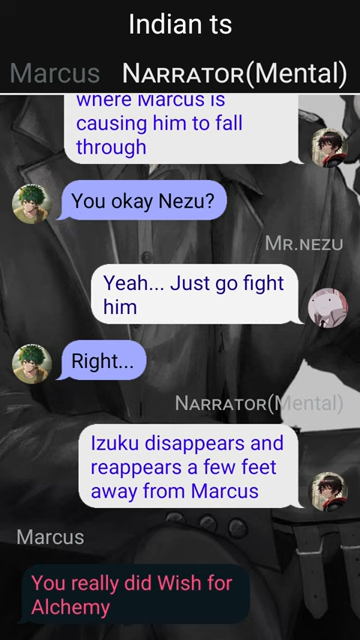 Indian ts
Marcus Narrator(Mental)
where Marcus is
causing him to fall
through
You okay Nezu?
Mr.nezu
Yeah... Just go fight
him
Right...
Narrator(Mental)
Izuku disappears and
reappears a few feet
away from Marcus
Marcus
You really did Wish for
Alchemy